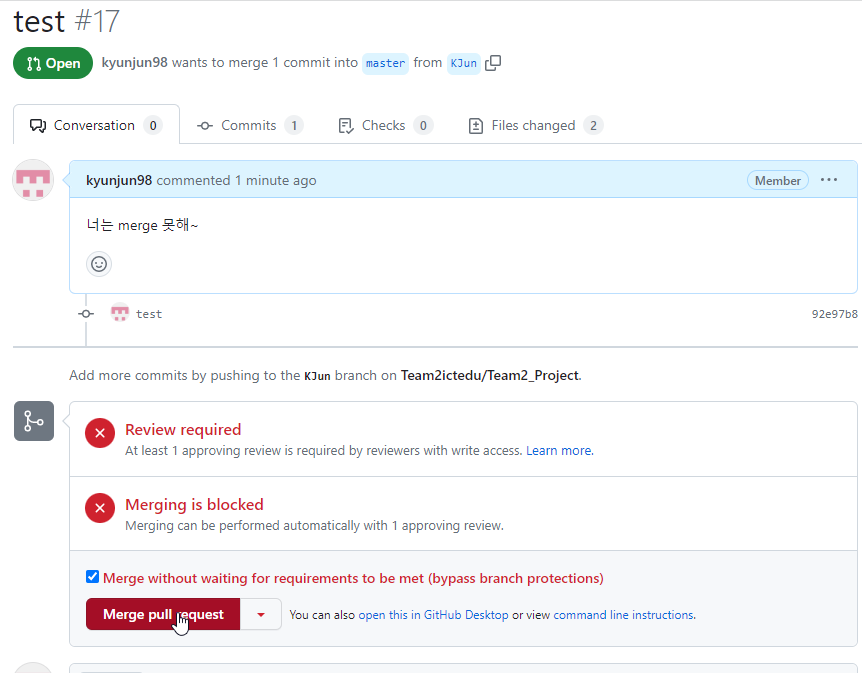 test #17
Open kyunjun98 wants to merge 1 commit into master from KJun
Conversation 0 Commits 1 Checks 0 Files changed 2
kyunjun98 commented 1 minute ago Member
너는 merge 못해~
test 92e97b8
Add more commits by pushing to the KJun branch on Team2ictedu/Team2_Project.
Review required
At least 1 approving review is required by reviewers with write access. Learn more.
Merging is blocked
Merging can be performed automatically with 1 approving review.
Merge without waiting for requirements to be met (bypass branch protections)
Merge pull request You can also open this in GitHub Desktop or view command line instructions.